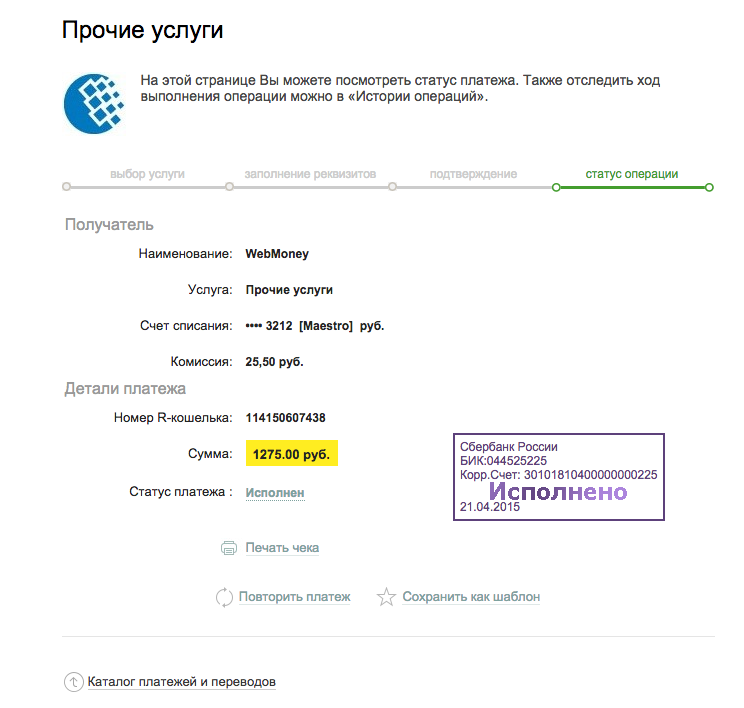 Прочие услуги
На этой странице Вы можете посмотреть статус платежа. Также отследить ход
выполнения операции можно в «Истории операций».
выбор услуги
заполнение реквизитов
подтверждение
статус операции
Получатель
Наименование: WebMoney
Услуга: Прочие услуги
Счет списания: •••• 3212 [Maestro] руб.
Комиссия: 25,50 руб.
Детали платежа
Номер R-кошелька: 114150607438
Сумма: 1275.00 руб.
Статус платежа : Исполнен
Сбербанк России
БИК:044525225
Корр.Счет: 30101810400000000225
Исполнено
21.04.2015
Печать чека
Повторить платеж
Сохранить как шаблон
Каталог платежей и переводов